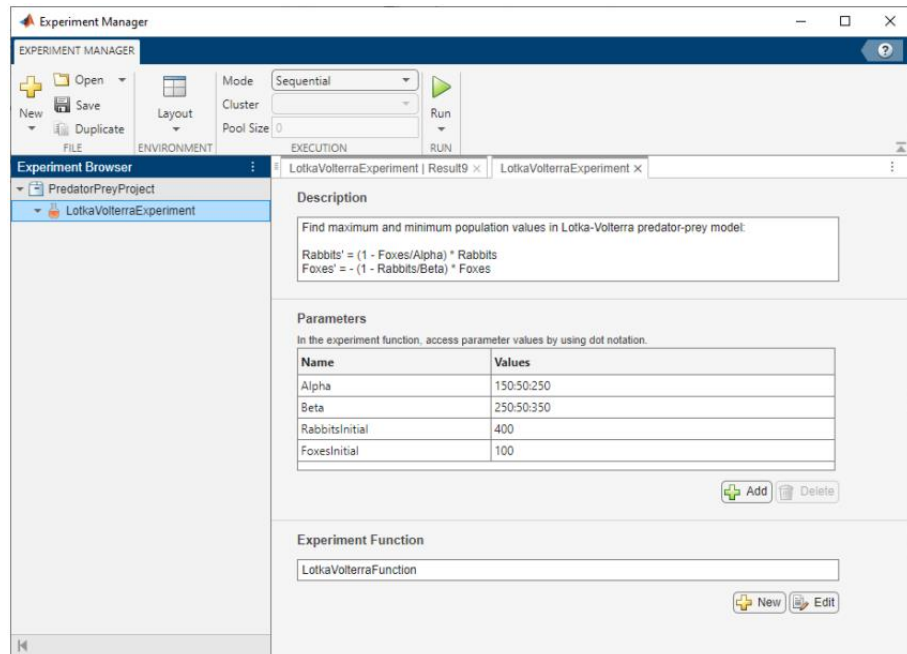 Experiment Manager
EXPERIMENT MANAGER
?
New
Open
Save
Duplicate
FILE
Layout
ENVIRONMENT
Mode Sequential
Cluster
Pool Size 0
EXECUTION
Run
RUN
Experiment Browser
PredatorPreyProject
LotkaVolterraExperiment
LotkaVolterraExperiment | Result9
LotkaVolterraExperiment
Description
Find maximum and minimum population values in Lotka-Volterra predator-prey model:
Rabbits' = (1 - Foxes/Alpha) * Rabbits
Foxes' = - (1 - Rabbits/Beta) * Foxes
Parameters
In the experiment function, access parameter values by using dot notation.
Name Values
Alpha 150:50:250
Beta 250:50:350
RabbitsInitial 400
FoxesInitial 100
Add Delete
Experiment Function
LotkaVolterraFunction
New Edit